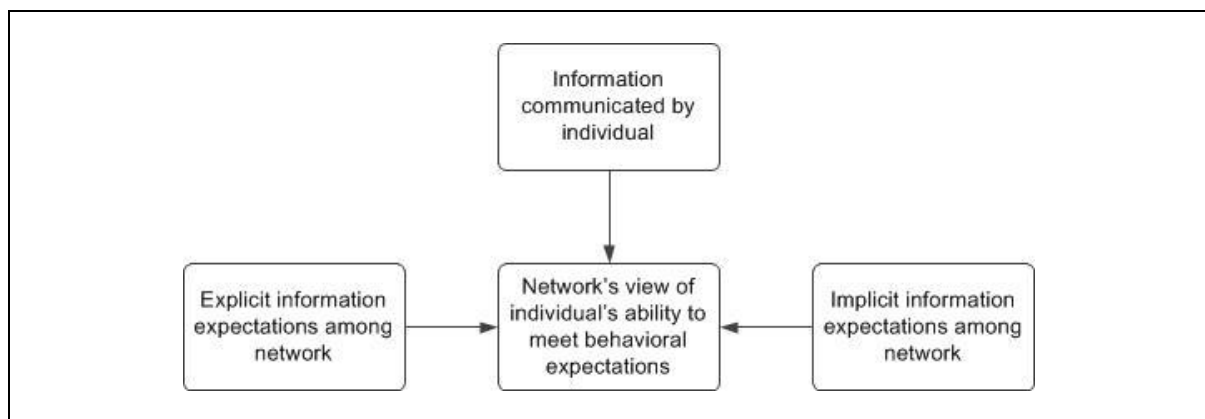 Information
communicated by
individual
Explicit information
expectations among
network
Network's view of
individual's ability to
meet behavioral
expectations
Implicit information
expectations among
network